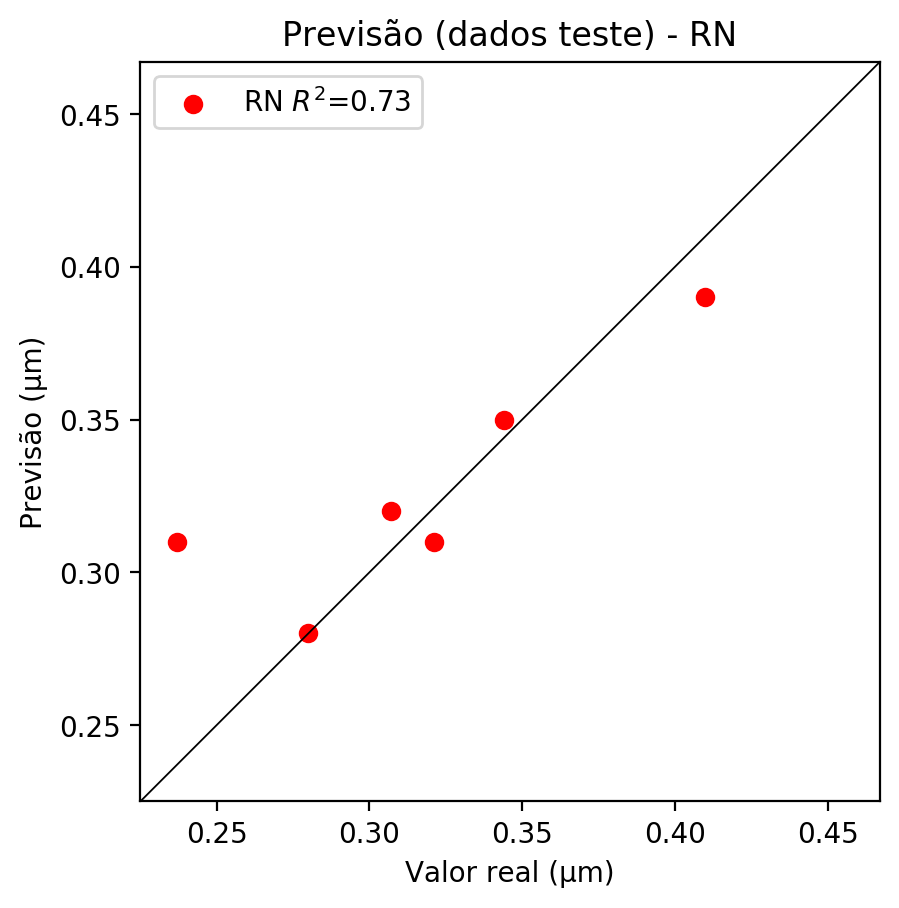 Previsão (dados teste) - RN
RN R²=0.73
0.45
0.40
0.35
0.30
0.25
Previsão (µm)
0.25 0.30 0.35 0.40 0.45
Valor real (µm)